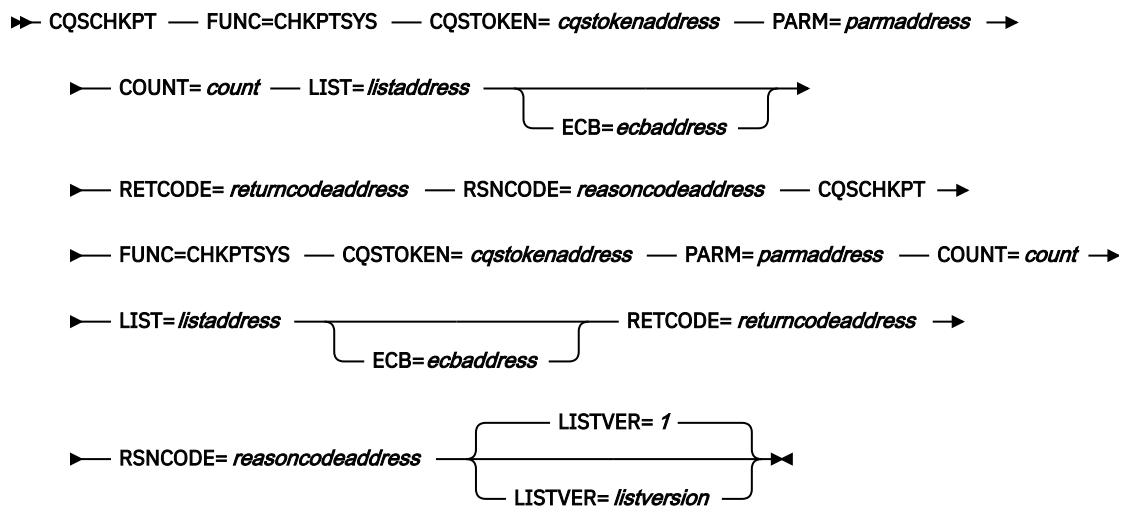 CQSCHKPT FUNC=CHKPTSYS CQSTOKEN= cqstokenaddress PARM= parmaddress
COUNT= count LIST= listaddress
ECB= ecbaddress
RETCODE= returncodeaddress RSNCODE= reasoncodeaddress CQSCHKPT
FUNC=CHKPTSYS CQSTOKEN= cqstokenaddress PARM= parmaddress COUNT= count
LIST= listaddress RETCODE= returncodeaddress
ECB= ecbaddress
LISTVER= 1
RSNCODE= reasoncodeaddress
LISTVER= listversion